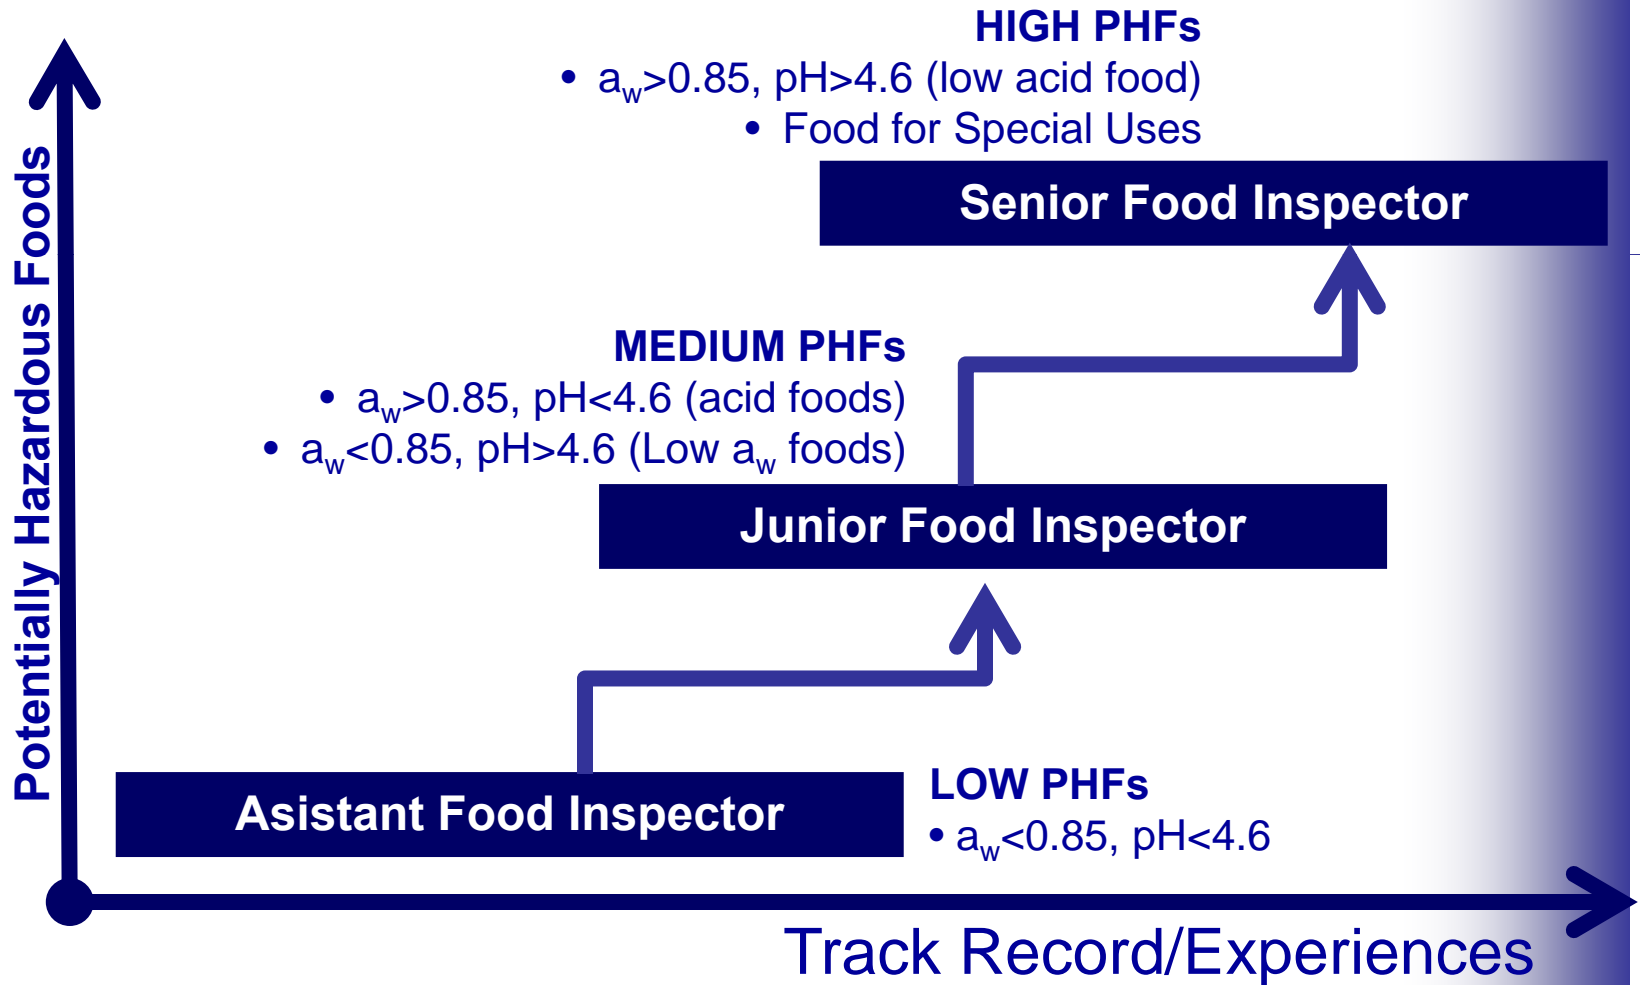 HIGH PHFs
• aw>0.85, pH>4.6 (low acid food)
• Food for Special Uses
Senior Food Inspector
Potentially Hazardous Foods
MEDIUM PHFs
• aw>0.85, pH<4.6 (acid foods)
• aw<0.85, pH>4.6 (Low aw foods)
Junior Food Inspector
Asistant Food Inspector
LOW PHFs
• aw<0.85, pH<4.6
Track Record/Experiences